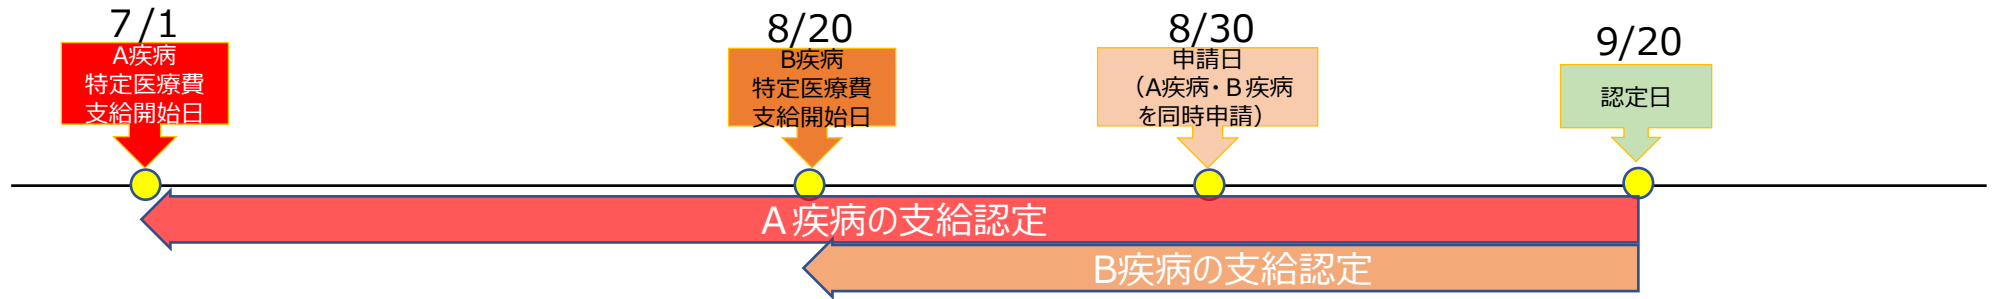 7/1
A疾病
特定医療費
支給開始日
8/20
B疾病
特定医療費
支給開始日
8/30
申請日
（A疾病・Ｂ疾病
を同時申請）
9/20
認定日
Ａ疾病の支給認定
B疾病の支給認定